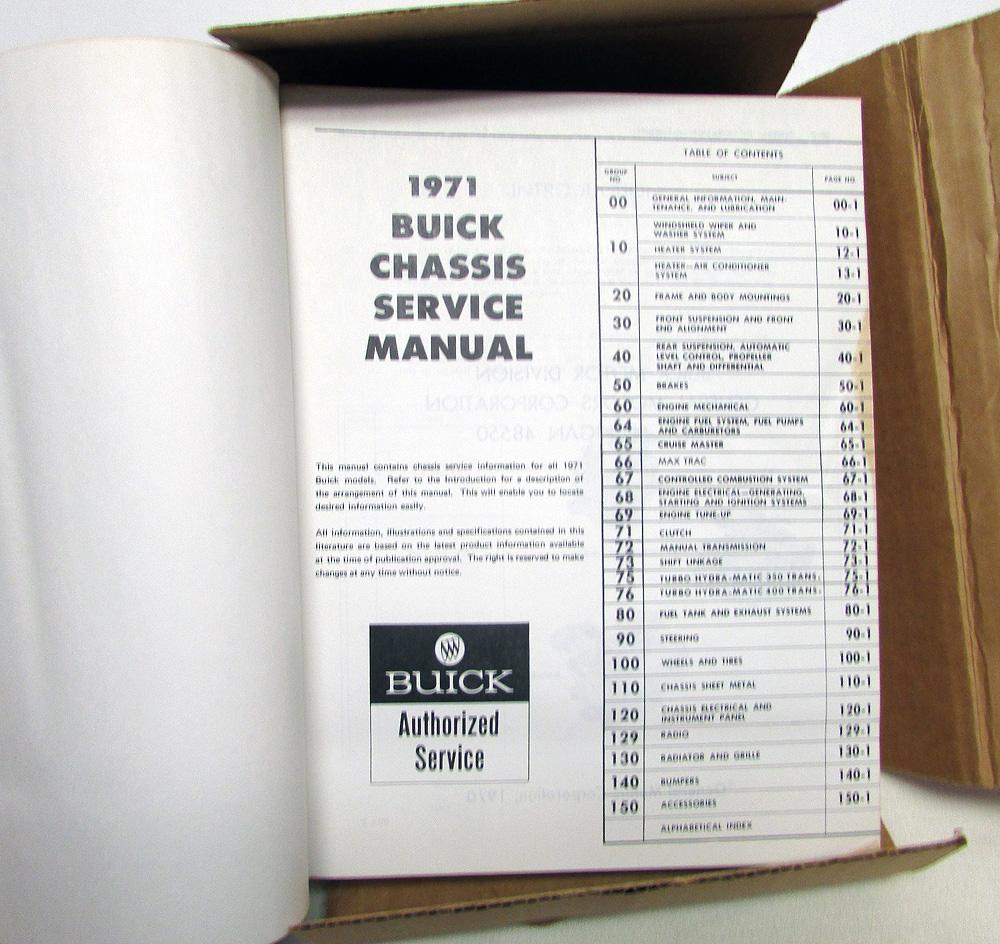 1971
BUICK
CHASSIS
SERVICE
MANUAL
This manual contains chassis service information for all 1971
Buick models. Refer to the Introduction for a description of
the arrangement of this manual. This will enable you to locate
desired information easily.
All information, illustrations and specifications contained in this
literature are based on the latest product information available
at the time of publication approval. The right is reserved to make
changes at any time without notice.
BUICK
Authorized
Service
TABLE OF CONTENTS
GROUP NO. SUBJECT PAGE NO.
00 GENERAL INFORMATION, MAIN-
TENANCE, AND LUBRICATION 00-1
10 WINDSHIELD WIPER AND
WASHER SYSTEM 10-1
HEATER SYSTEM 12-1
HEATER-AIR CONDITIONER
SYSTEM 13-1
20 FRAME AND BODY MOUNTINGS 20-1
30 FRONT SUSPENSION AND FRONT
END ALIGNMENT 30-1
40 REAR SUSPENSION, AUTOMATIC
LEVEL CONTROL, PROPELLER
SHAFT AND DIFFERENTIAL 40-1
50 BRAKES 50-1
60 ENGINE MECHANICAL 60-1
64 ENGINE FUEL SYSTEM, FUEL PUMPS
AND CARBURETORS 64-1
65 CRUISE MASTER 65-1
66 MAX TRAC 66-1
67 CONTROLLED COMBUSTION SYSTEM 67-1
68 ENGINE ELECTRICAL-GENERATING,
STARTING AND IGNITION SYSTEMS 68-1
69 ENGINE TUNE-UP 69-1
71 CLUTCH 71-1
72 MANUAL TRANSMISSION 72-1
73 SHIFT LINKAGE 73-1
75 TURBO HYDRA-MATIC 350 TRANS. 75-1
76 TURBO HYDRA-MATIC 400 TRANS. 76-1
80 FUEL TANK AND EXHAUST SYSTEMS 80-1
90 STEERING 90-1
100 WHEELS AND TIRES 100-1
110 CHASSIS SHEET METAL 110-1
120 CHASSIS ELECTRICAL AND
INSTRUMENT PANEL 120-1
129 RADIO 129-1
130 RADIATOR AND GRILLE 130-1
140 BUMPERS 140-1
150 ACCESSORIES 150-1
ALPHABETICAL INDEX